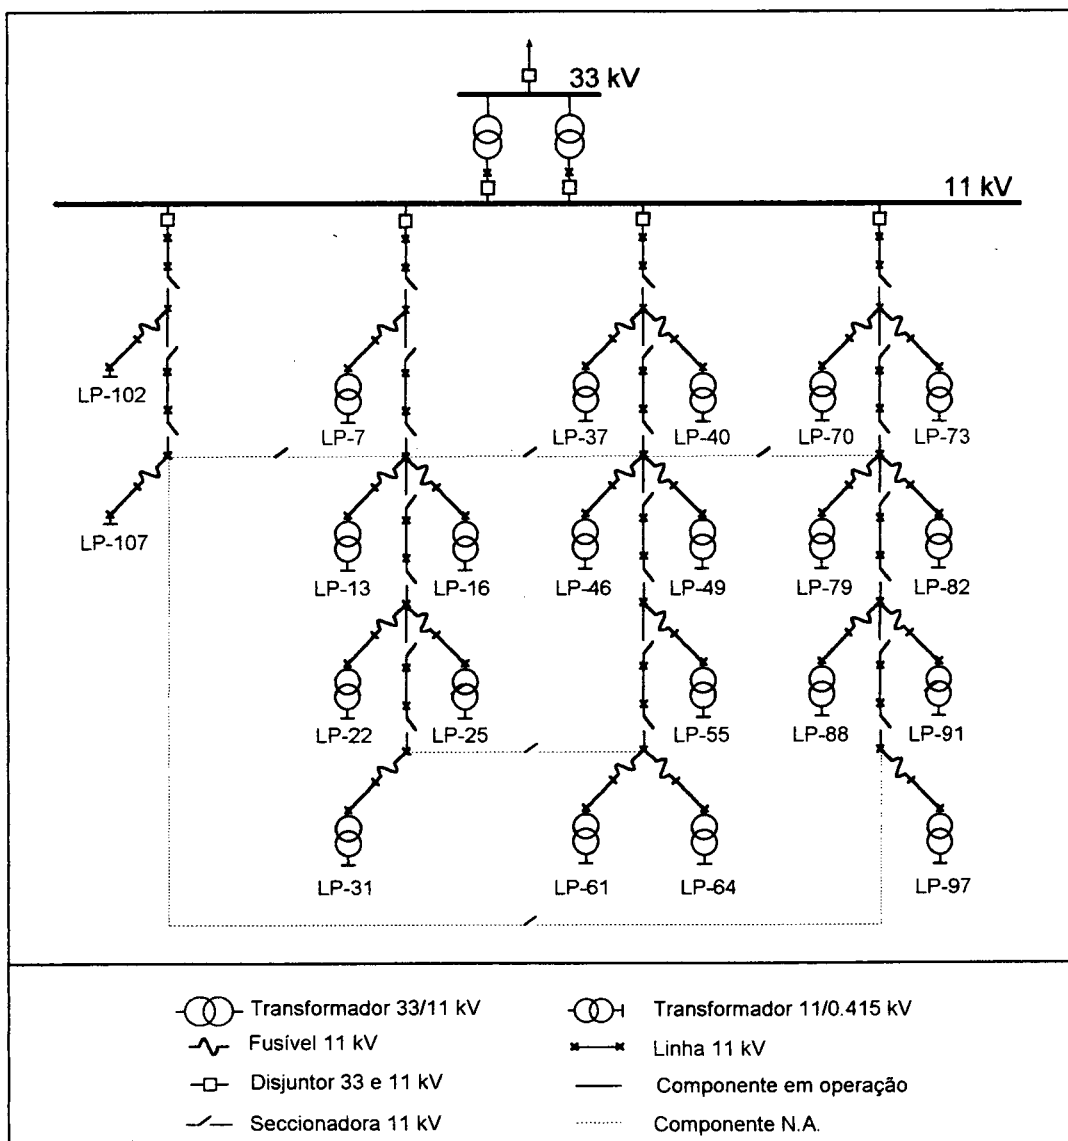 33 kV
11 kV
LP-102
LP-7
LP-37
LP-40
LP-70
LP-73
LP-107
LP-13
LP-16
LP-46
LP-49
LP-79
LP-82
LP-22
LP-25
LP-55
LP-88
LP-91
LP-31
LP-61
LP-64
LP-97
Transformador 33/11 kV
Transformador 11/0.415 kV
Fusível 11 kV
Linha 11 kV
Disjuntor 33 e 11 kV
Componente em operação
Seccionadora 11 kV
Componente N.A.